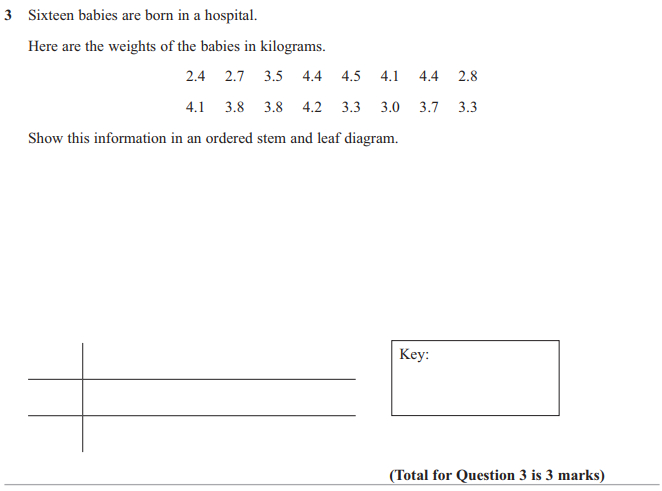 3 Sixteen babies are born in a hospital.
Here are the weights of the babies in kilograms.
2.4 2.7 3.5 4.4 4.5 4.1 4.4 2.8
4.1 3.8 3.8 4.2 3.3 3.0 3.7 3.3
Show this information in an ordered stem and leaf diagram.
Key:
(Total for Question 3 is 3 marks)